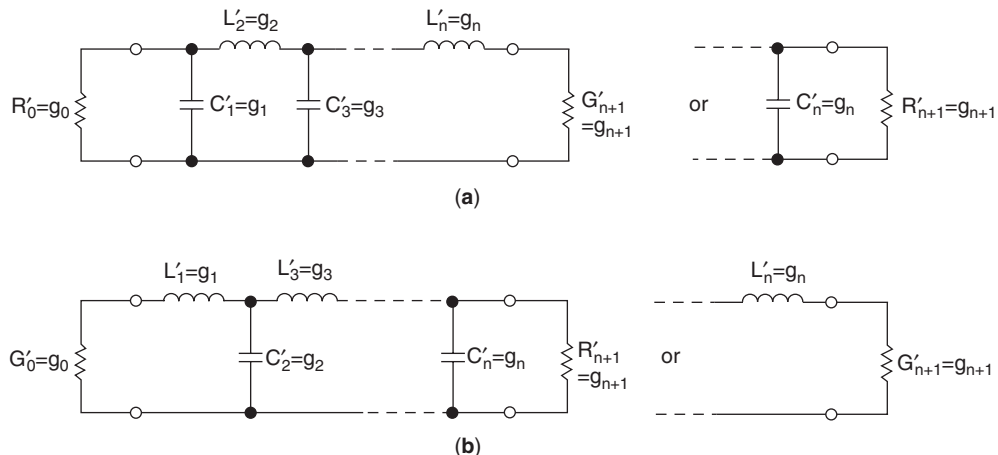 L′2=g2
L′n=gn
R′0=g0
C′1=g1
C′3=g3
G′n+1
=gn+1
or
C′n=gn
R′n+1=gn+1
(a)
L′1=g1
L′3=g3
L′n=gn
G′0=g0
C′2=g2
C′n=gn
R′n+1
=gn+1
or
G′n+1=gn+1
(b)